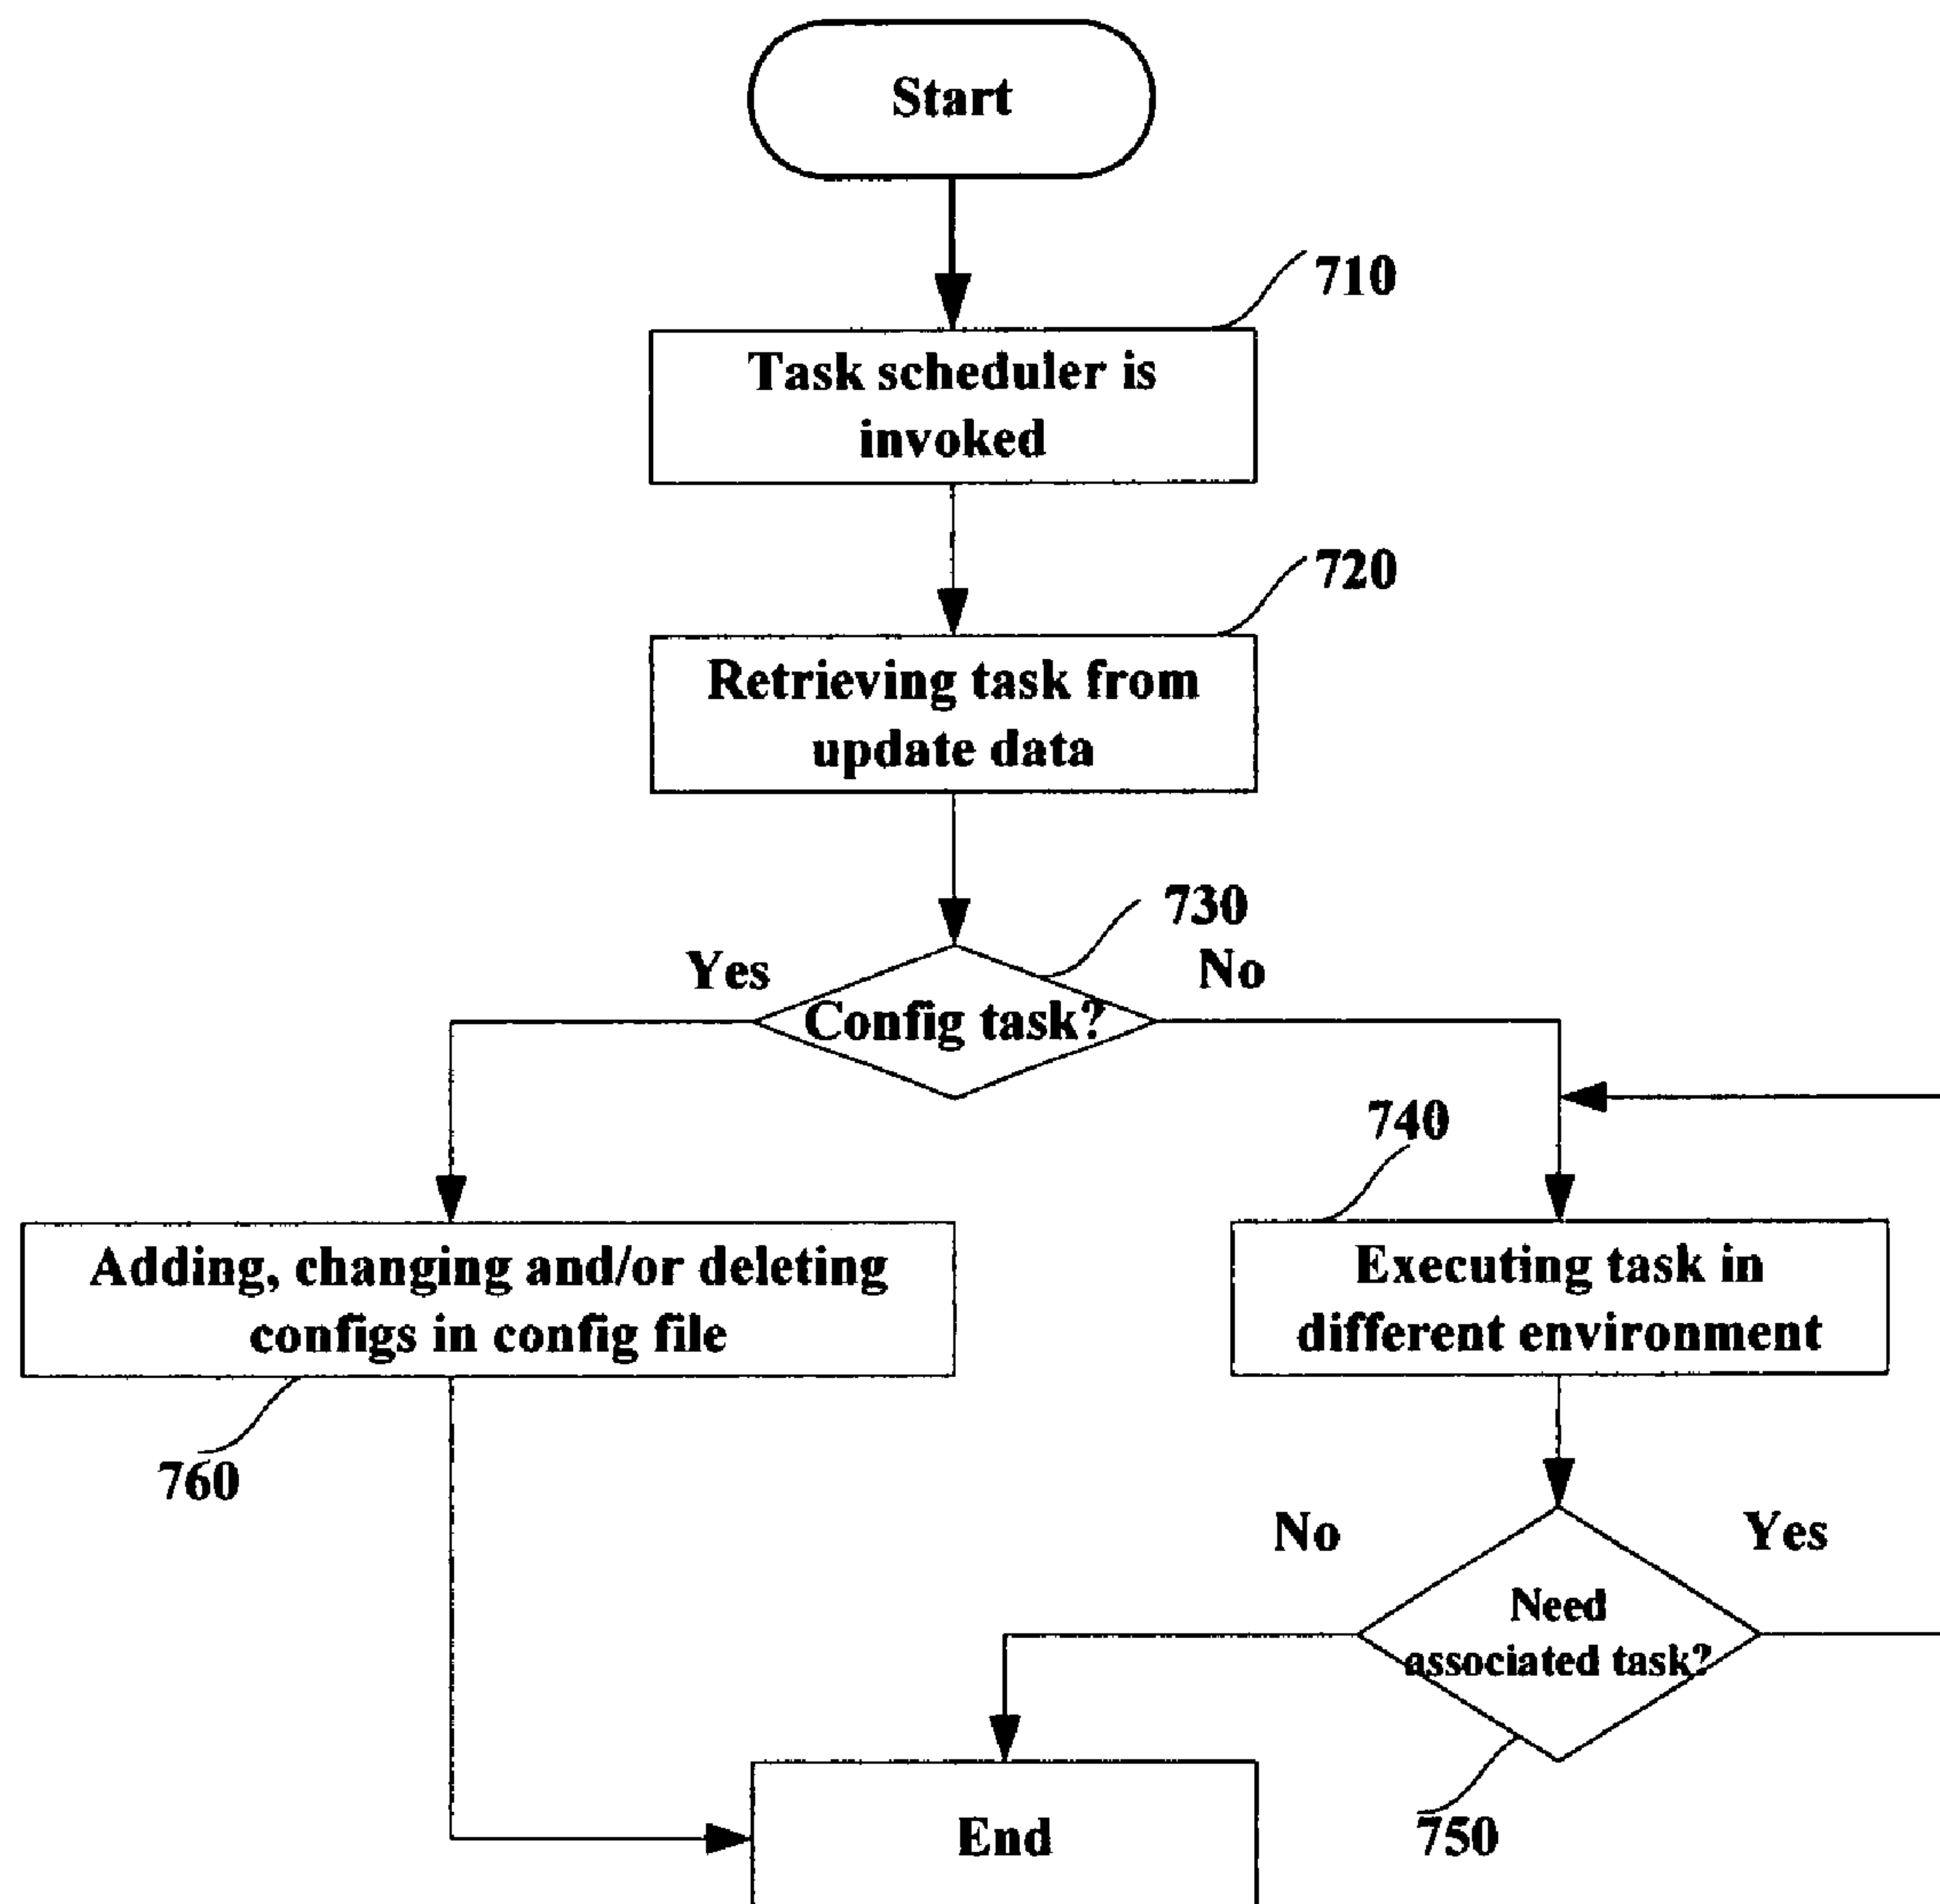 Start
710
Task scheduler is
invoked
720
Retrieving task from
update data
730
Yes
No
Config task?
740
Adding, changing and/or deleting
configs in config file
Executing task in
different environment
760
No
Yes
Need
associated task?
750
End